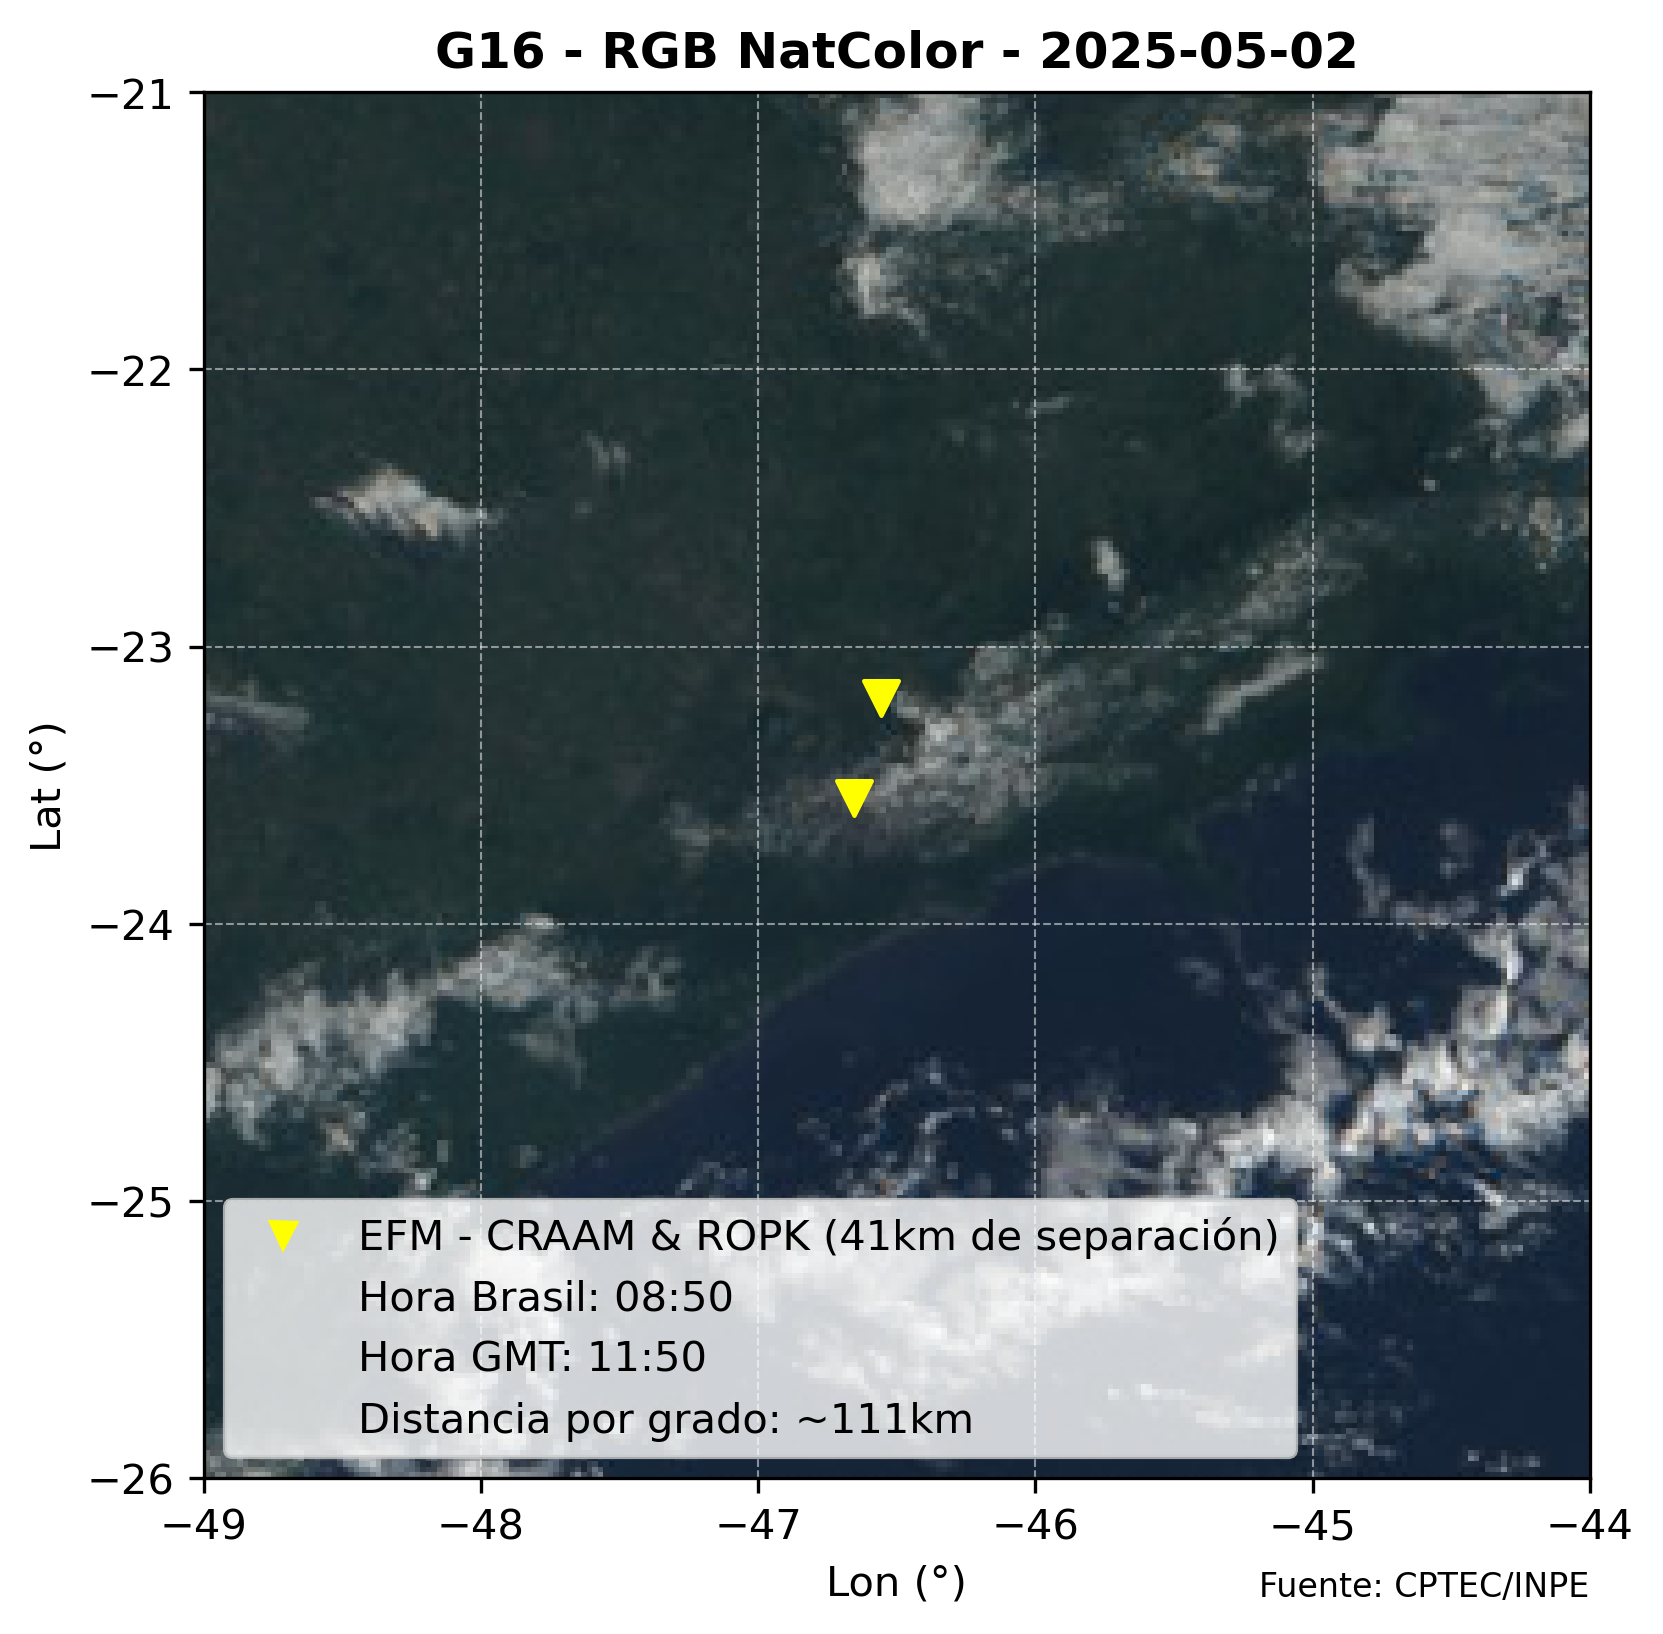 G16 - RGB NatColor - 2025-05-02
−21
−22
−23
−24
−25
−26
Lat (°)
EFM - CRAAM & ROPK (41km de separación)
Hora Brasil: 08:50
Hora GMT: 11:50
Distancia por grado: ~111km
−49 −48 −47 −46 −45 −44
Lon (°)
Fuente: CPTEC/INPE